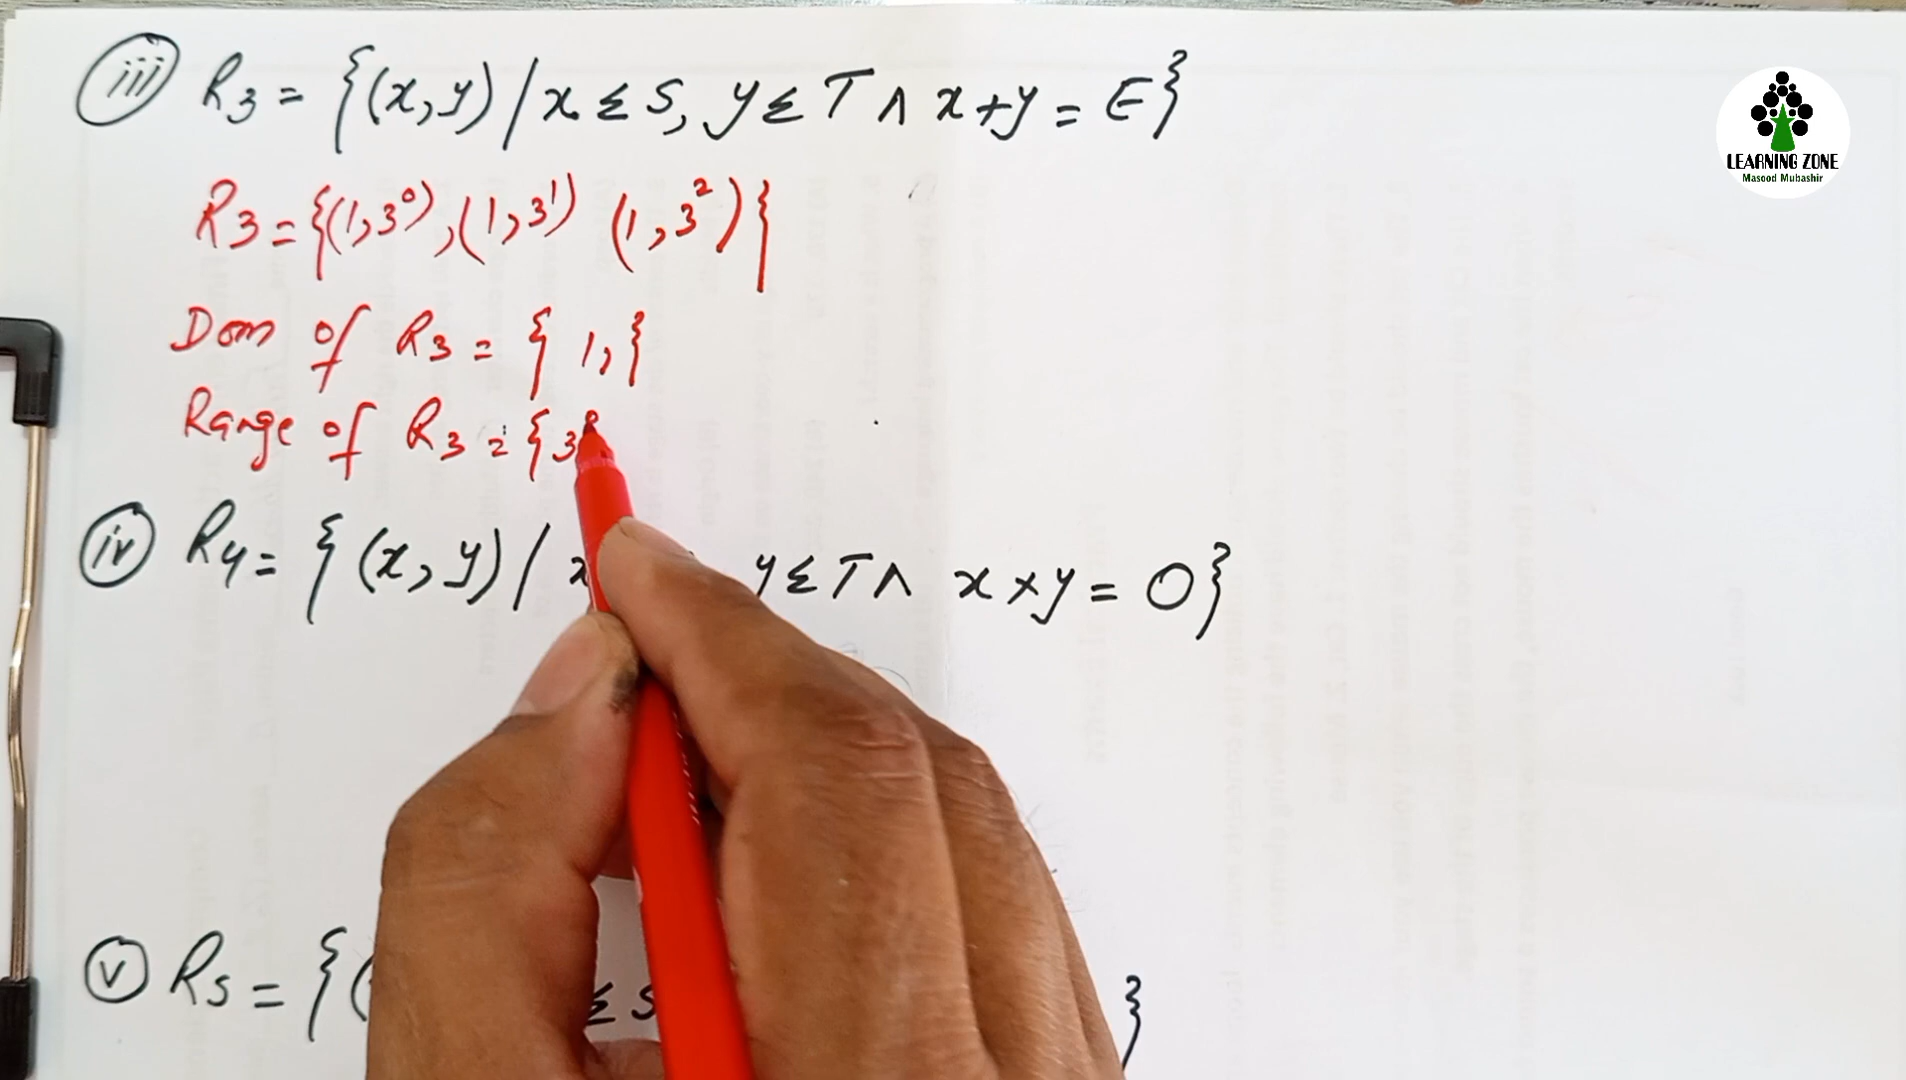 iii R3 = {(x, y) / x ≤ S, y ≤ T ∧ x+y = E}
LEARNING ZONE
Masood Mubashir
R3 = {(1, 3⁰), (1, 3¹) (1, 3²)}
Dom of R3 = { 1, }
Range of R3 = {3
iv R4 = {(x, y) / x y ≤ T ∧ x × y = O}
v R5 = {( ≤ S }